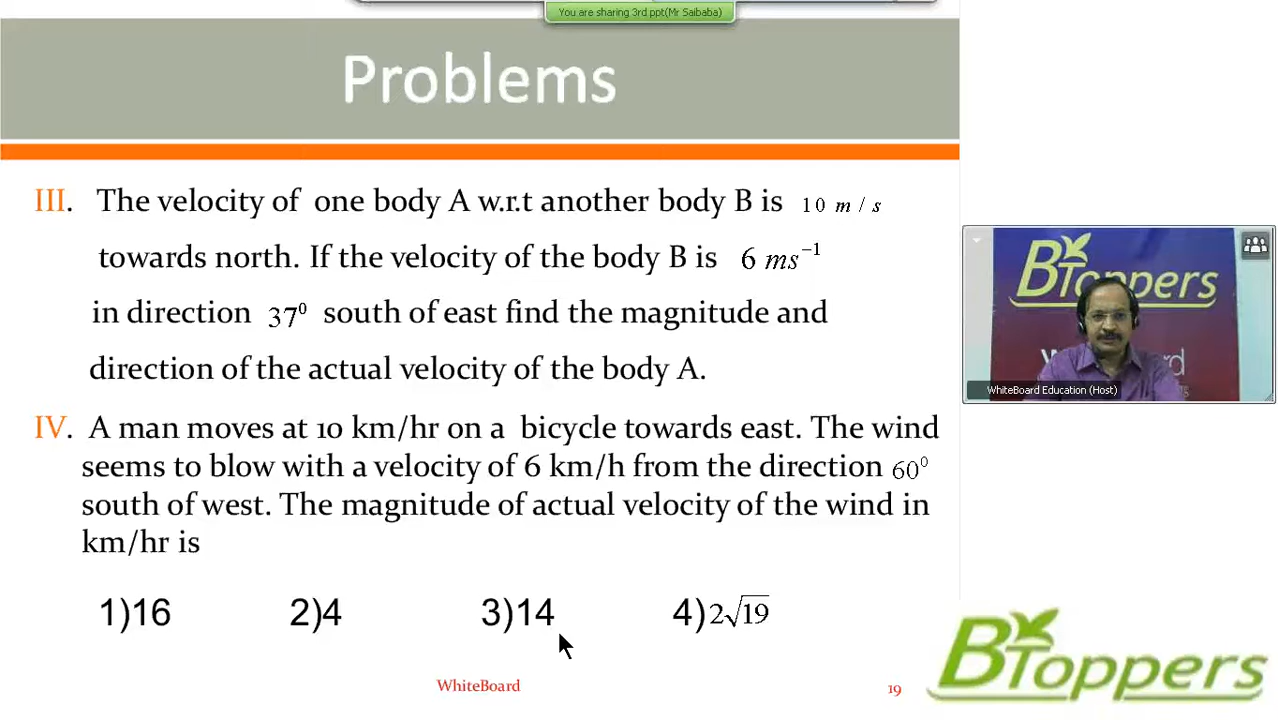 You are sharing 3rd ppt(Mr Saibaba)
Problems
III. The velocity of one body A w.r.t another body B is 10 m / s
towards north. If the velocity of the body B is 6 ms⁻¹
in direction 37⁰ south of east find the magnitude and
direction of the actual velocity of the body A.
IV. A man moves at 10 km/hr on a bicycle towards east. The wind
seems to blow with a velocity of 6 km/h from the direction 60⁰
south of west. The magnitude of actual velocity of the wind in
km/hr is
1)16 2)4 3)14 4)2√19
WhiteBoard
19
BToppers
WhiteBoard Education (Host)
BToppers